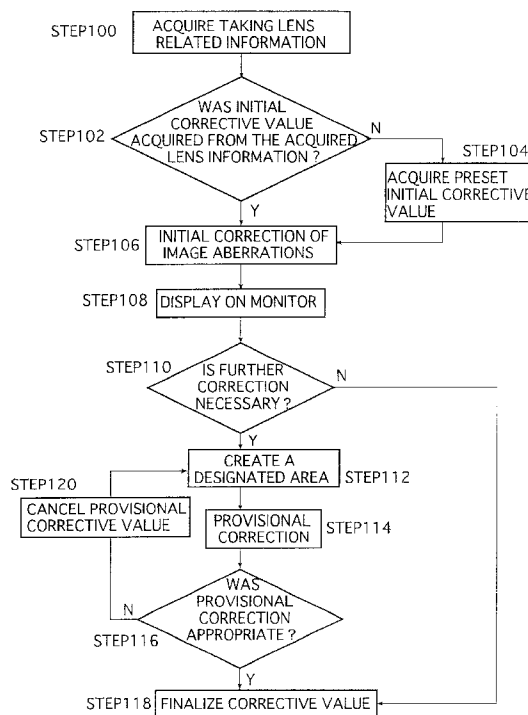 STEP100
ACQUIRE TAKING LENS
RELATED INFORMATION
STEP102
WAS INITIAL
CORRECTIVE VALUE
ACQUIRED FROM THE ACQUIRED
LENS INFORMATION ?
N
Y
STEP104
ACQUIRE PRESET
INITIAL CORRECTIVE
VALUE
STEP106
INITIAL CORRECTION OF
IMAGE ABERRATIONS
STEP108
DISPLAY ON MONITOR
STEP110
IS FURTHER
CORRECTION
NECESSARY ?
N
Y
CREATE A
DESIGNATED AREA
STEP112
STEP120
CANCEL PROVISIONAL
CORRECTIVE VALUE
PROVISIONAL
CORRECTION
STEP114
WAS
PROVISIONAL
CORRECTION
APPROPRIATE ?
N
STEP116
Y
STEP118
FINALIZE CORRECTIVE VALUE